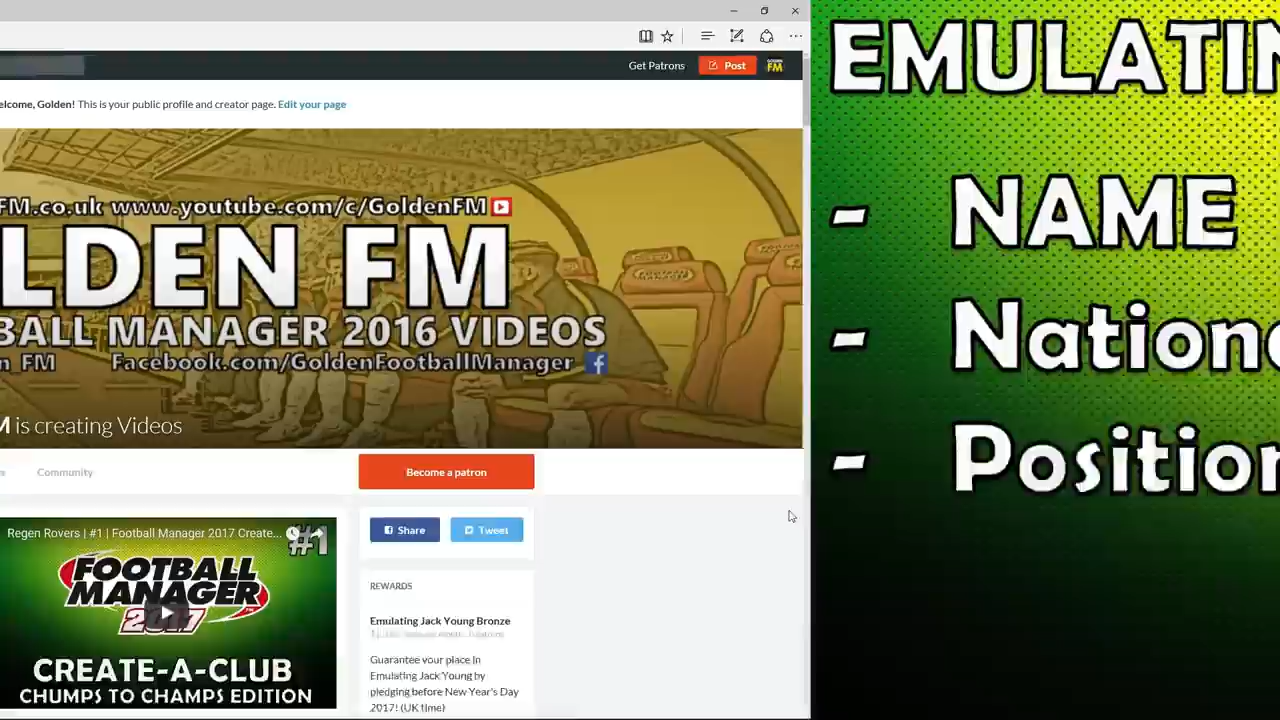 Get Patrons
Post
GOLDEN FM
elcome, Golden! This is your public profile and creator page. Edit your page
FM.co.uk www.youtube.com/c/GoldenFM
LDEN FM
BALL MANAGER 2016 VIDEOS
n_FM Facebook.com/GoldenFootballManager
M is creating Videos
Community
Become a patron
Regen Rovers | #1 | Football Manager 2017 Create...
#1
FOOTBALL
MANAGER
2017
CREATE-A-CLUB
CHUMPS TO CHAMPS EDITION
Share
Tweet
REWARDS
Emulating Jack Young Bronze
Guarantee your place in
Emulating Jack Young by
pledging before New Year's Day
2017! (UK time)
EMULATIN
- NAME
- Nationa
- Position